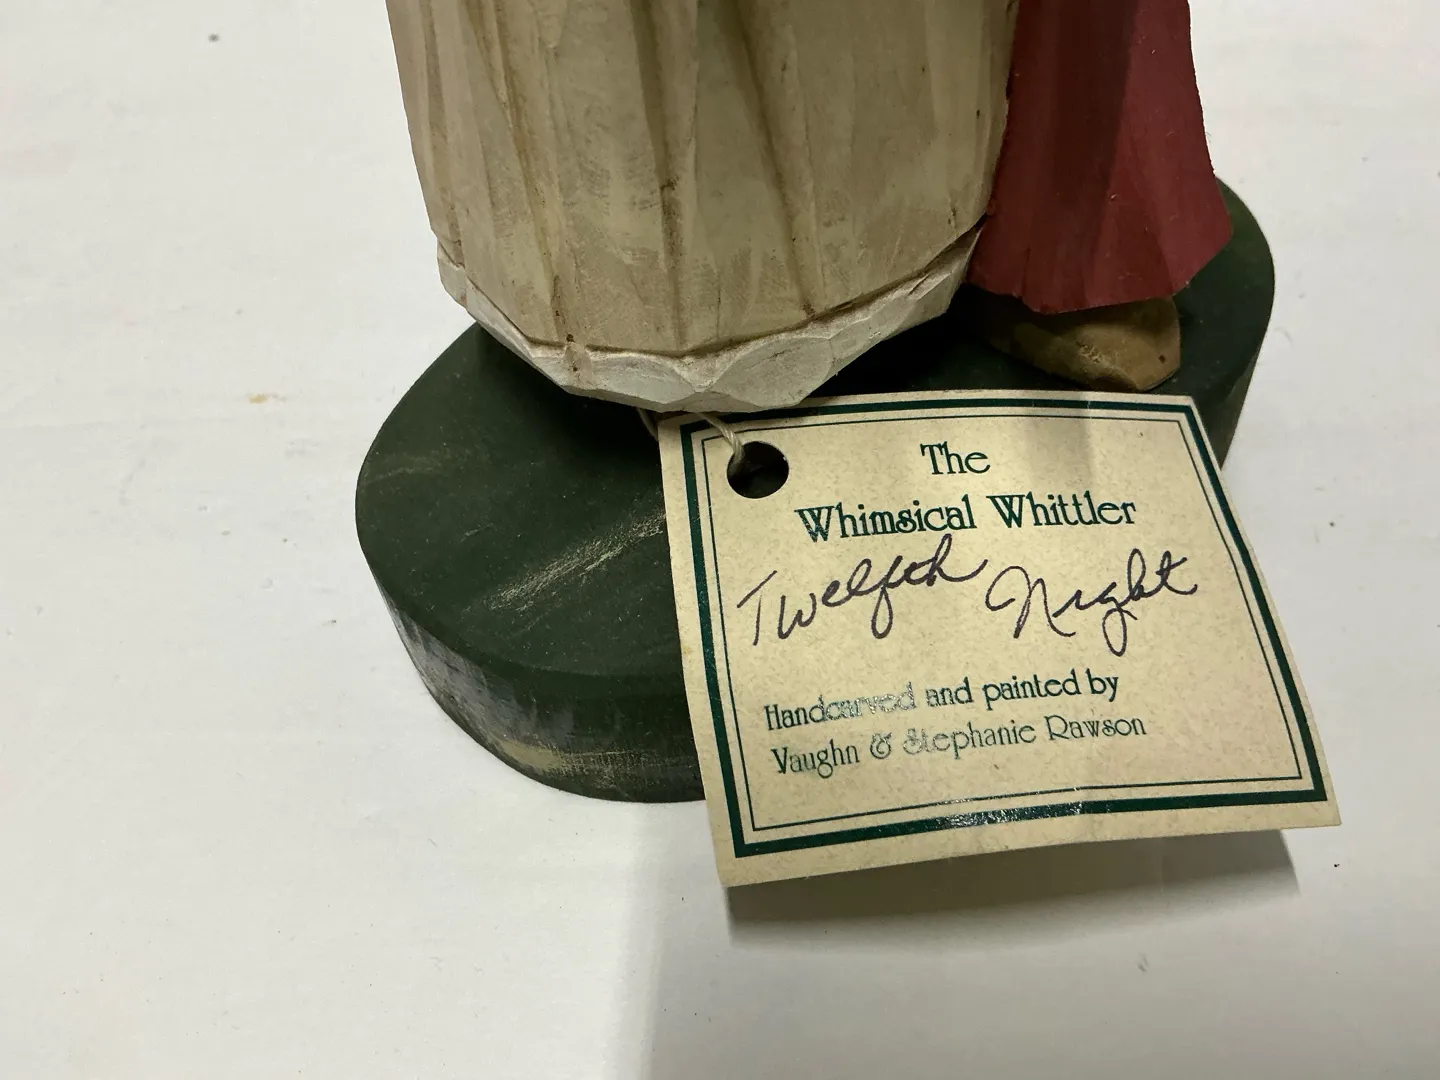 The
Whimsical Whittler
Twelfth Night
Handcarved and painted by
Vaughn & Stephanie Rawson